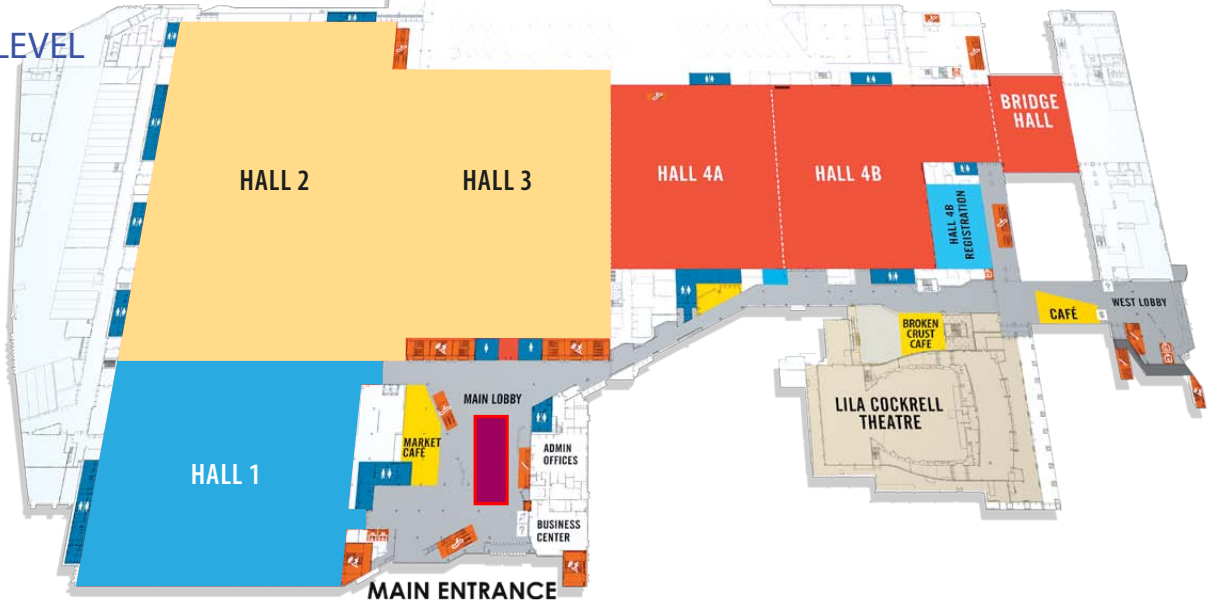 LEVEL
BRIDGE
HALL
HALL 2
HALL 3
HALL 4A
HALL 4B
HALL 4B
REGISTRATION
WEST LOBBY
CAFÉ
BROKEN
CRUST
CAFE
MAIN LOBBY
LILA COCKRELL
THEATRE
MARKET
CAFÉ
ADMIN
OFFICES
HALL 1
?
BUSINESS
CENTER
MAIN ENTRANCE